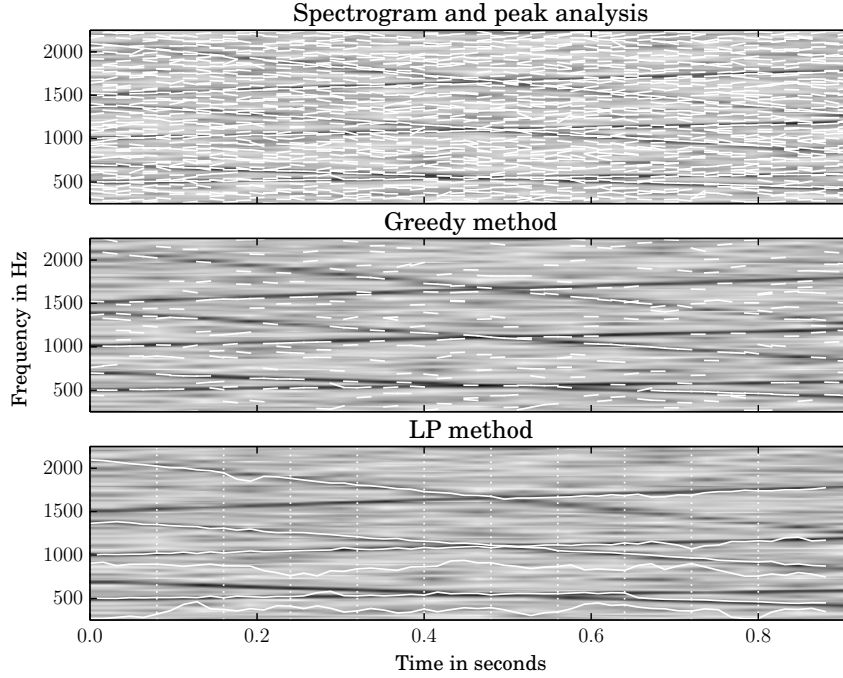 Spectrogram and peak analysis
2000
1500
1000
500
Greedy method
2000
1500
1000
500
Frequency in Hz
LP method
2000
1500
1000
500
0.0 0.2 0.4 0.6 0.8
Time in seconds